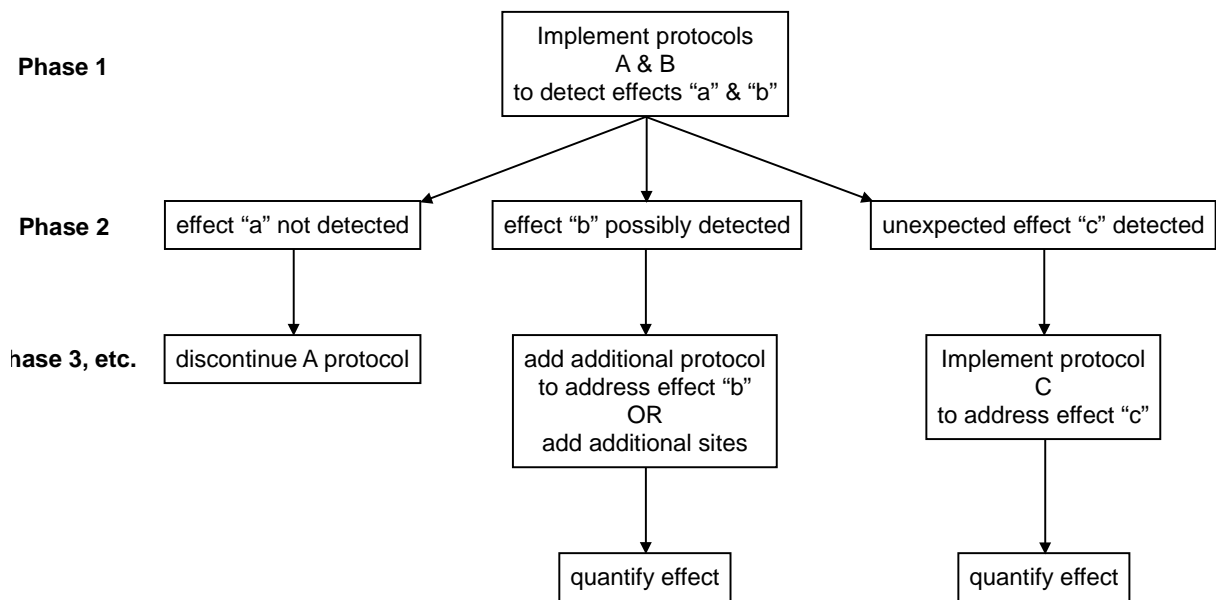 Phase 1
Implement protocols
A & B
to detect effects “a” & “b”
Phase 2
effect “a” not detected
effect “b” possibly detected
unexpected effect “c” detected
hase 3, etc.
discontinue A protocol
add additional protocol
to address effect “b”
OR
add additional sites
Implement protocol
C
to address effect “c”
quantify effect
quantify effect